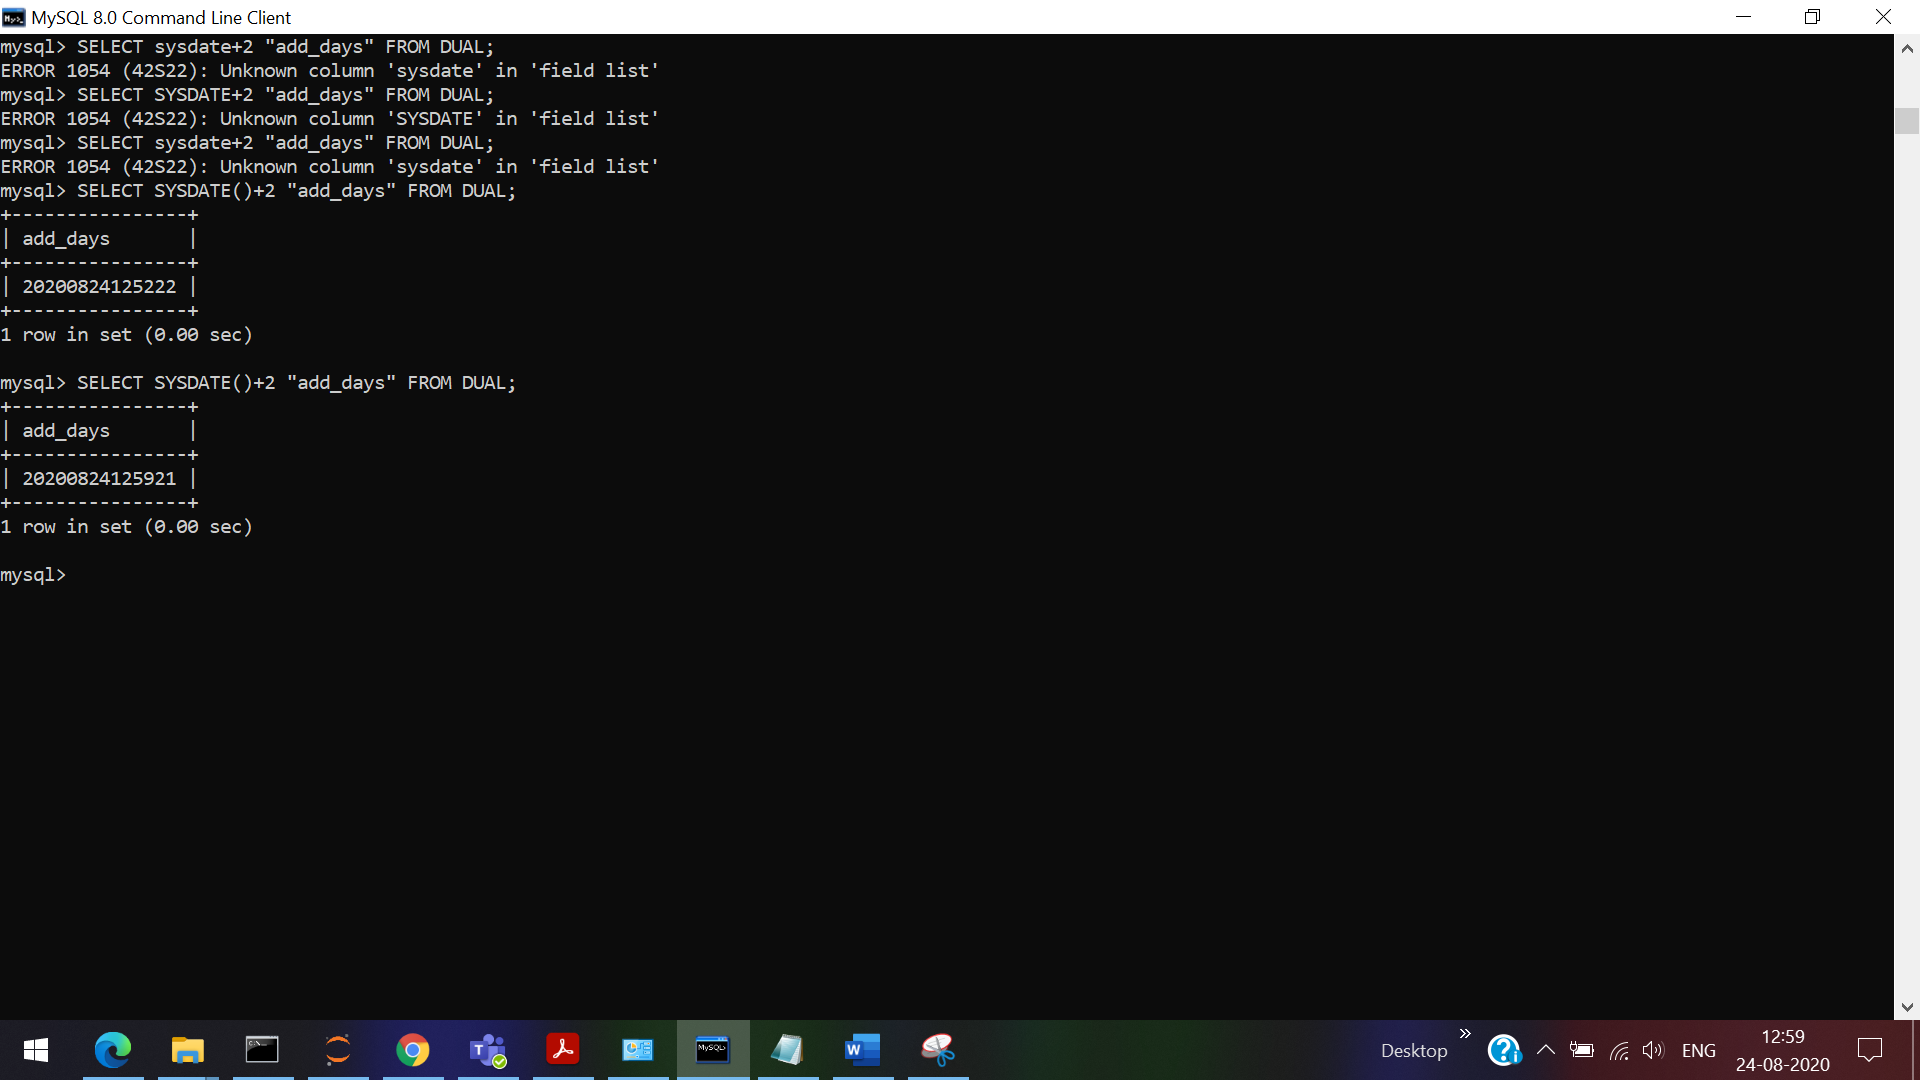 MySQL 8.0 Command Line Client
mysql> SELECT sysdate+2 "add_days" FROM DUAL;
ERROR 1054 (42S22): Unknown column 'sysdate' in 'field list'
mysql> SELECT SYSDATE+2 "add_days" FROM DUAL;
ERROR 1054 (42S22): Unknown column 'SYSDATE' in 'field list'
mysql> SELECT sysdate+2 "add_days" FROM DUAL;
ERROR 1054 (42S22): Unknown column 'sysdate' in 'field list'
mysql> SELECT SYSDATE()+2 "add_days" FROM DUAL;
+----------------+
| add_days       |
+----------------+
| 20200824125222 |
+----------------+
1 row in set (0.00 sec)
mysql> SELECT SYSDATE()+2 "add_days" FROM DUAL;
+----------------+
| add_days       |
+----------------+
| 20200824125921 |
+----------------+
1 row in set (0.00 sec)
mysql>
Desktop
ENG
12:59
24-08-2020